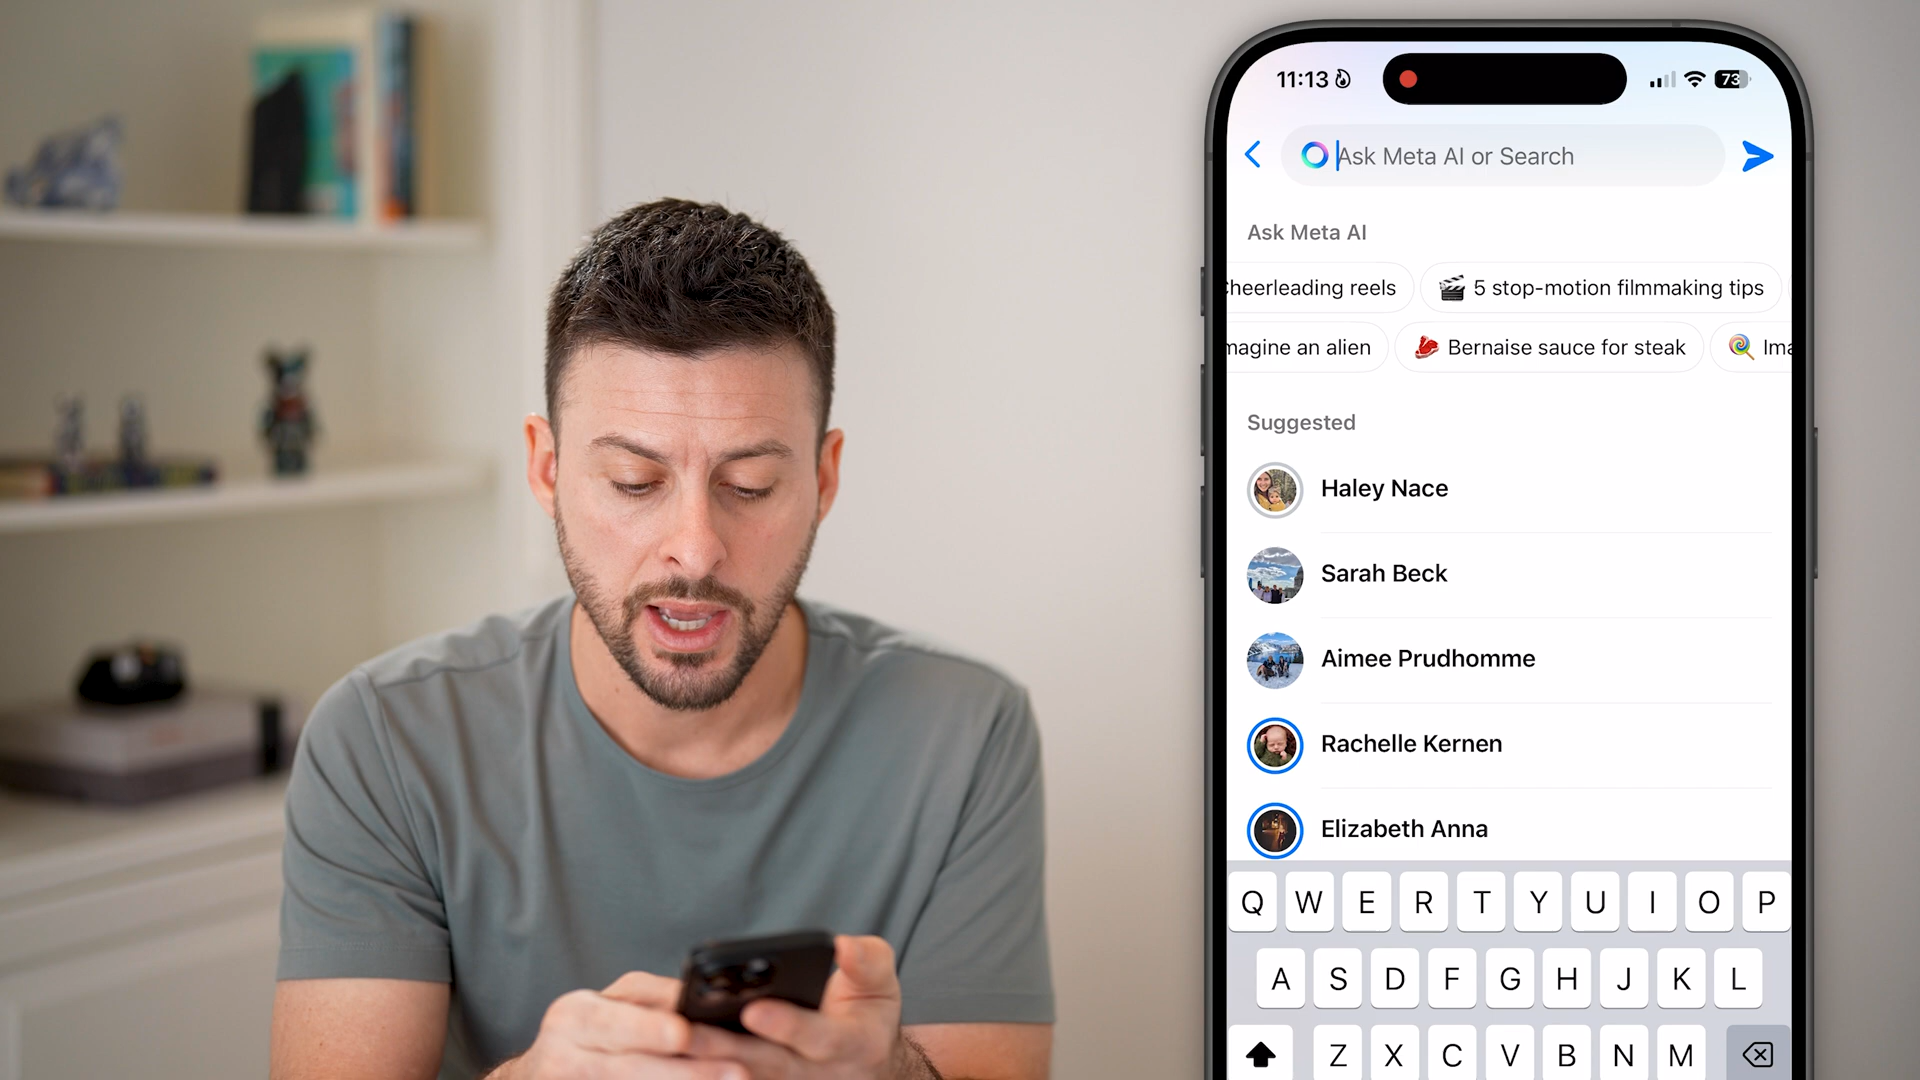 11:13
73
Ask Meta AI or Search
Ask Meta AI
heerleading reels
5 stop-motion filmmaking tips
magine an alien
Bernaise sauce for steak
Ima
Suggested
Haley Nace
Sarah Beck
Aimee Prudhomme
Rachelle Kernen
Elizabeth Anna
Q W E R T Y U I O P
A S D F G H J K L
Z X C V B N M